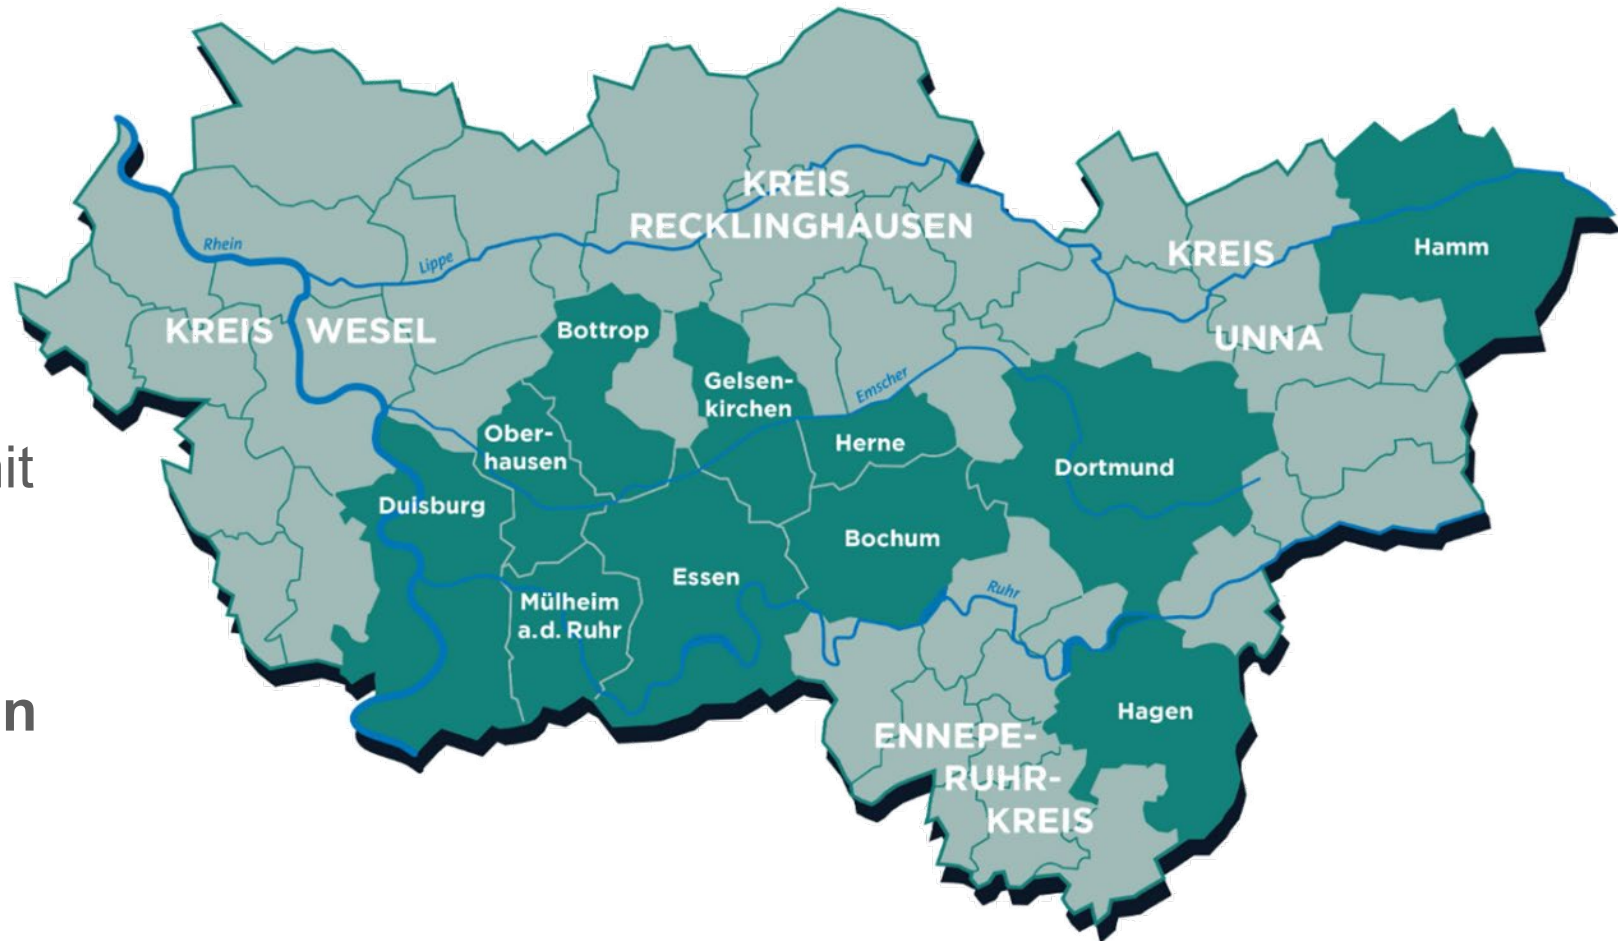 KREIS
RECKLINGHAUSEN
Rhein
Lippe
KREIS
Hamm
KREIS WESEL
Bottrop
UNNA
Gelsen-
kirchen
Emscher
Ober-
hausen
Herne
Dortmund
Duisburg
Bochum
Essen
Mülheim
a.d. Ruhr
Ruhr
Hagen
ENNEPE-
RUHR-
KREIS